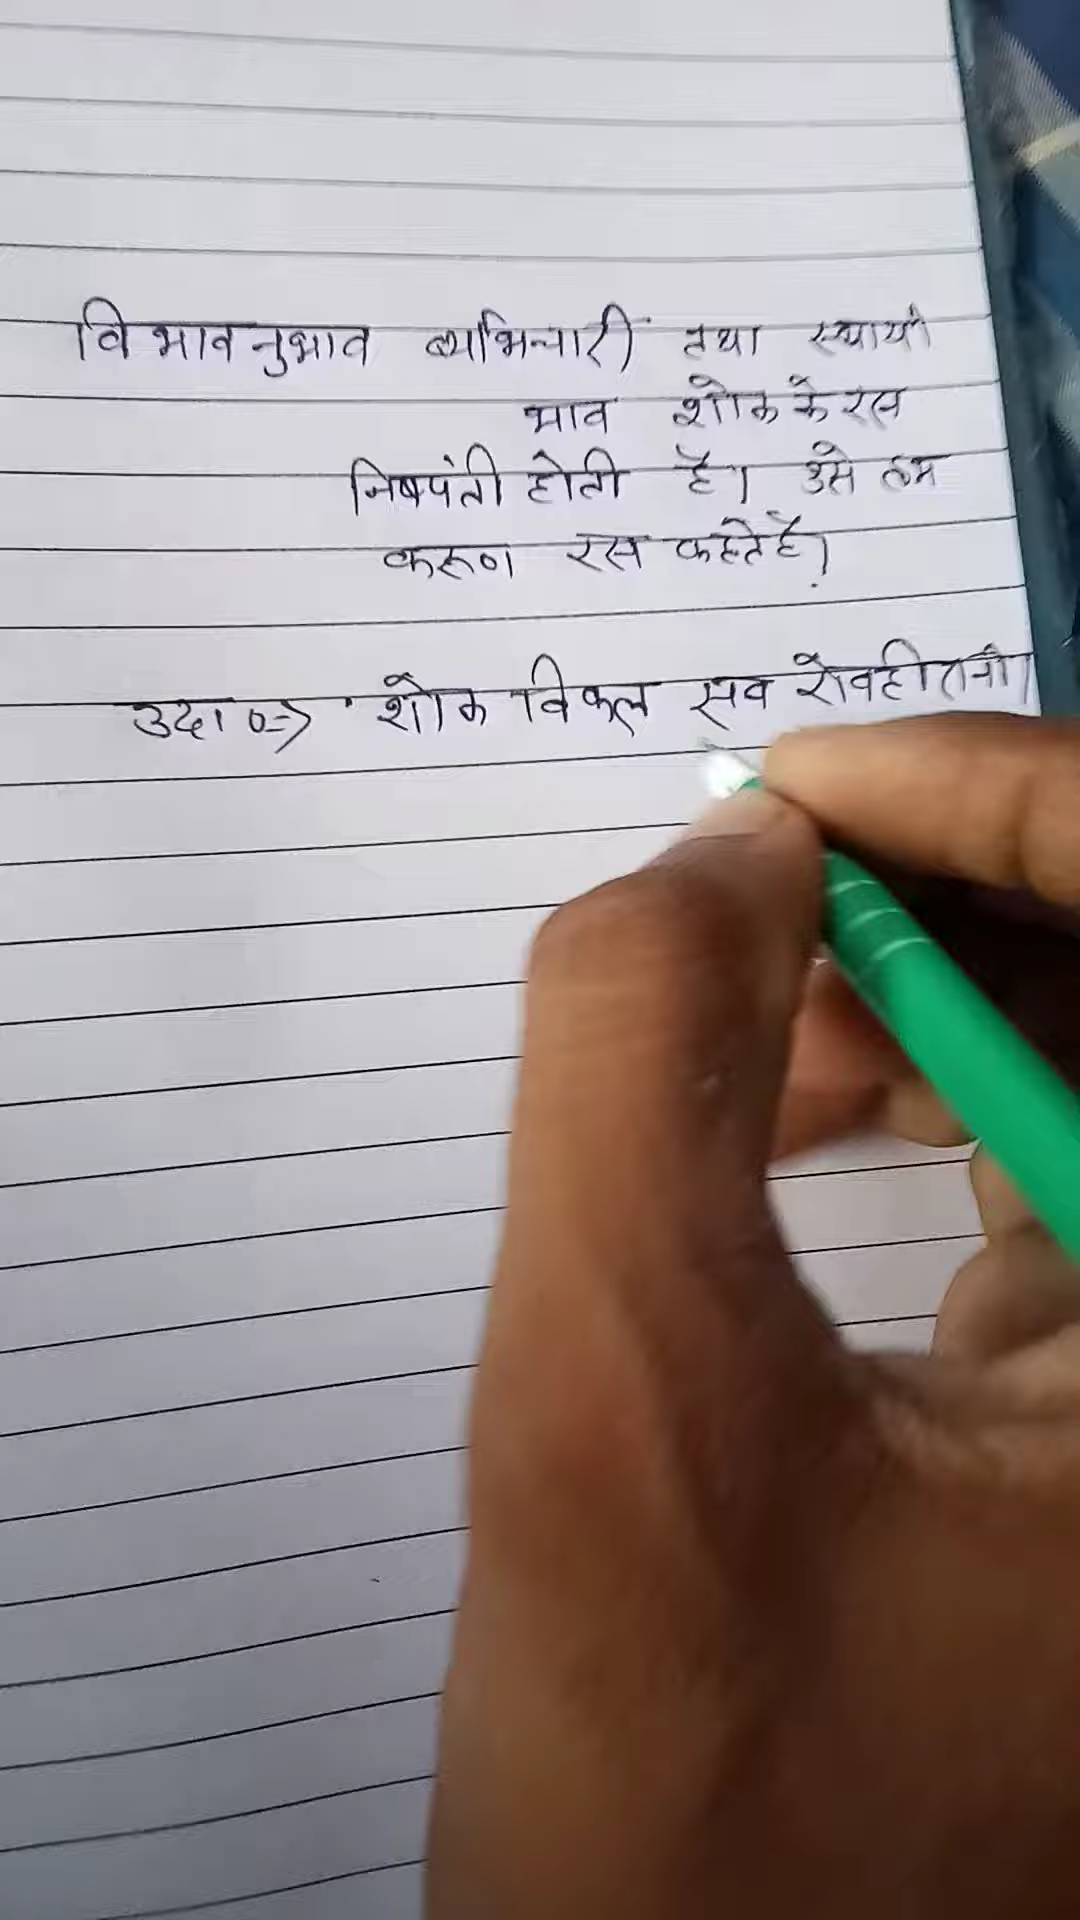 विभावनुभाव व्यभिचारी तथा स्थायी
भाव शोक के रस
निषपंती होती है। उसे हम
करूण रस कहते है।
उदा०=> शोक विकल सब रोवही रानी।